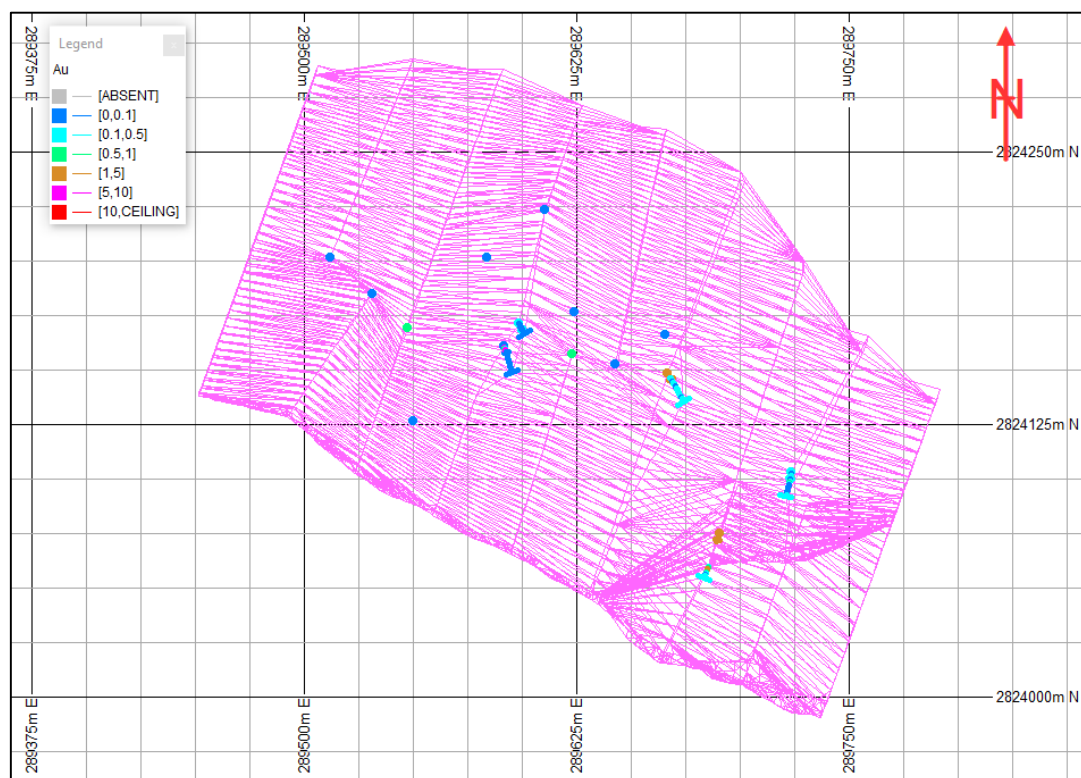 289375m E
289500m E
289625m E
289750m E
Legend
x
Au
[ABSENT]
[0,0.1]
[0.1,0.5]
[0.5,1]
[1,5]
[5,10]
[10,CEILING]
N
2824250m N
2824125m N
2824000m N
289375m E
289500m E
289625m E
289750m E